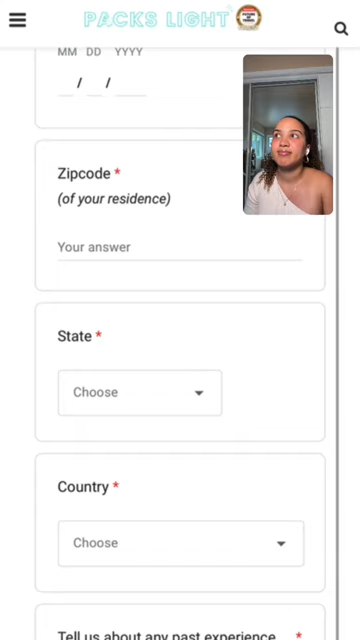 PACKS LIGHT
MM DD YYYY
/ /
Zipcode *
(of your residence)
Your answer
State *
Choose
Country *
Choose
Tell us about any past experience *